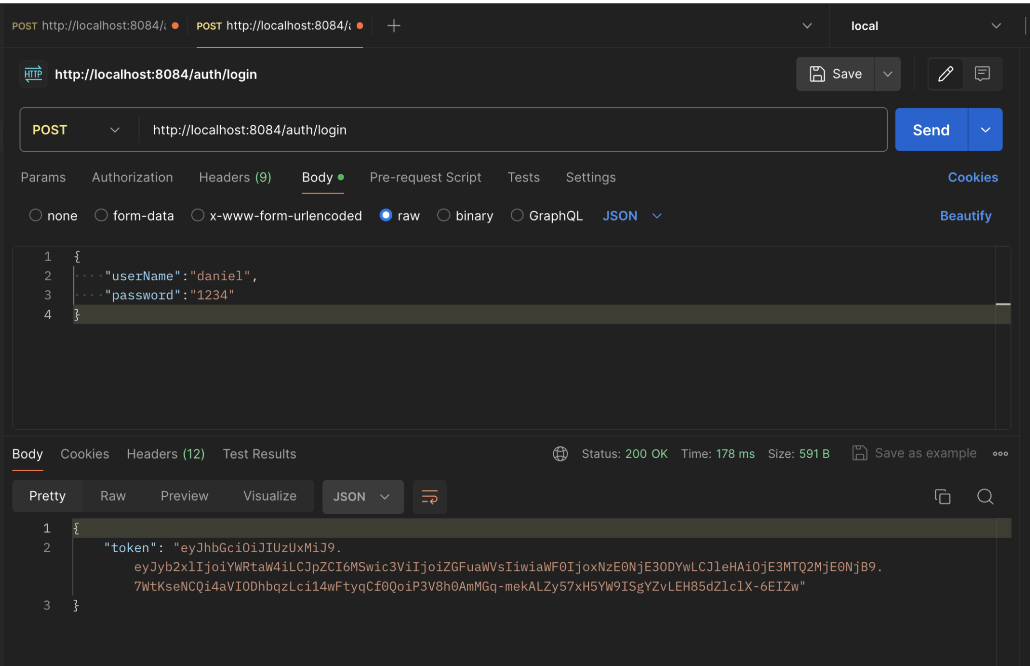 POST http://localhost:8084/a POST http://localhost:8084/a local
HTTP http://localhost:8084/auth/login Save
POST http://localhost:8084/auth/login Send
Params Authorization Headers (9) Body Pre-request Script Tests Settings Cookies
none form-data x-www-form-urlencoded raw binary GraphQL JSON Beautify
1 {
2 "userName":"daniel",
3 "password":"1234"
4 }
Body Cookies Headers (12) Test Results Status: 200 OK Time: 178 ms Size: 591 B Save as example
Pretty Raw Preview Visualize JSON
1 {
2 "token": "eyJhbGciOiJIUzUxMiJ9.
eyJyb2xlIjoiYWRtaW4iLCJpZCI6MSwic3ViIjoiZGFuaWVsIiwiaWF0IjoxNzE0NjE3ODYwLCJleHAiOjE3MTQ2MjE0NjB9.
7WtKseNCQi4aVIODhbqzLci14wFtyqCf0QoiP3V8h0AmMGq-mekALZy57xH5YW9ISgYZvLEH85dZlclX-6EIZw"
3 }